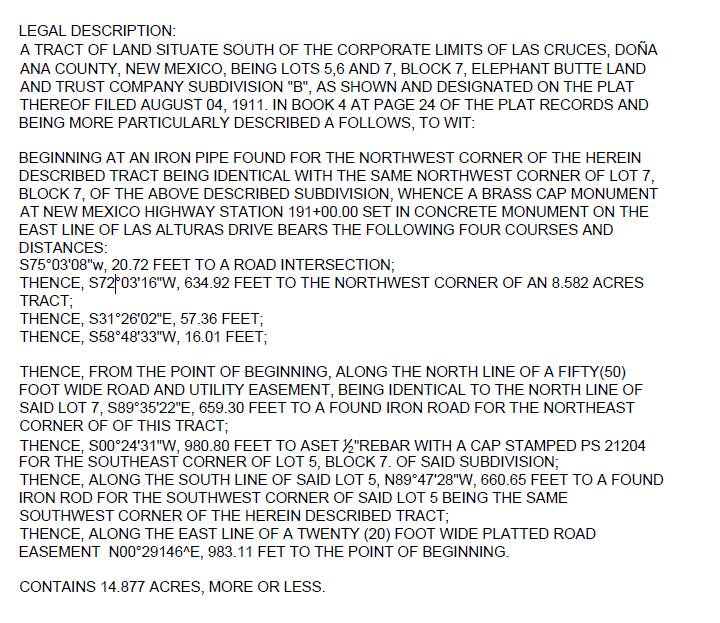 LEGAL DESCRIPTION:
A TRACT OF LAND SITUATE SOUTH OF THE CORPORATE LIMITS OF LAS CRUCES, DOÑA
ANA COUNTY, NEW MEXICO, BEING LOTS 5,6 AND 7, BLOCK 7, ELEPHANT BUTTE LAND
AND TRUST COMPANY SUBDIVISION "B", AS SHOWN AND DESIGNATED ON THE PLAT
THEREOF FILED AUGUST 04, 1911. IN BOOK 4 AT PAGE 24 OF THE PLAT RECORDS AND
BEING MORE PARTICULARLY DESCRIBED A FOLLOWS, TO WIT:

BEGINNING AT AN IRON PIPE FOUND FOR THE NORTHWEST CORNER OF THE HEREIN
DESCRIBED TRACT BEING IDENTICAL WITH THE SAME NORTHWEST CORNER OF LOT 7,
BLOCK 7, OF THE ABOVE DESCRIBED SUBDIVISION, WHENCE A BRASS CAP MONUMENT
AT NEW MEXICO HIGHWAY STATION 191+00.00 SET IN CONCRETE MONUMENT ON THE
EAST LINE OF LAS ALTURAS DRIVE BEARS THE FOLLOWING FOUR COURSES AND
DISTANCES:
S75°03'08"w, 20.72 FEET TO A ROAD INTERSECTION;
THENCE, S72°03'16"W, 634.92 FEET TO THE NORTHWEST CORNER OF AN 8.582 ACRES
TRACT;
THENCE, S31°26'02"E, 57.36 FEET;
THENCE, S58°48'33"W, 16.01 FEET;

THENCE, FROM THE POINT OF BEGINNING, ALONG THE NORTH LINE OF A FIFTY(50)
FOOT WIDE ROAD AND UTILITY EASEMENT, BEING IDENTICAL TO THE NORTH LINE OF
SAID LOT 7, S89°35'22"E, 659.30 FEET TO A FOUND IRON ROAD FOR THE NORTHEAST
CORNER OF OF THIS TRACT;
THENCE, S00°24'31"W, 980.80 FEET TO ASET ½"REBAR WITH A CAP STAMPED PS 21204
FOR THE SOUTHEAST CORNER OF LOT 5, BLOCK 7. OF SAID SUBDIVISION;
THENCE, ALONG THE SOUTH LINE OF SAID LOT 5, N89°47'28"W, 660.65 FEET TO A FOUND
IRON ROD FOR THE SOUTHWEST CORNER OF SAID LOT 5 BEING THE SAME
SOUTHWEST CORNER OF THE HEREIN DESCRIBED TRACT;
THENCE, ALONG THE EAST LINE OF A TWENTY (20) FOOT WIDE PLATTED ROAD
EASEMENT  N00°29146^E, 983.11 FET TO THE POINT OF BEGINNING.

CONTAINS 14.877 ACRES, MORE OR LESS.